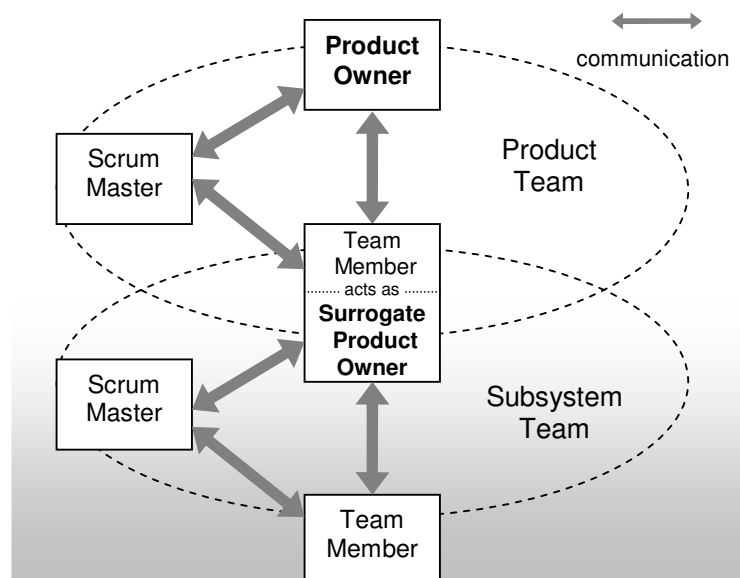 Product
Owner
communication
Scrum
Master
Product
Team
Team
Member
acts as
Surrogate
Product
Owner
Scrum
Master
Subsystem
Team
Team
Member